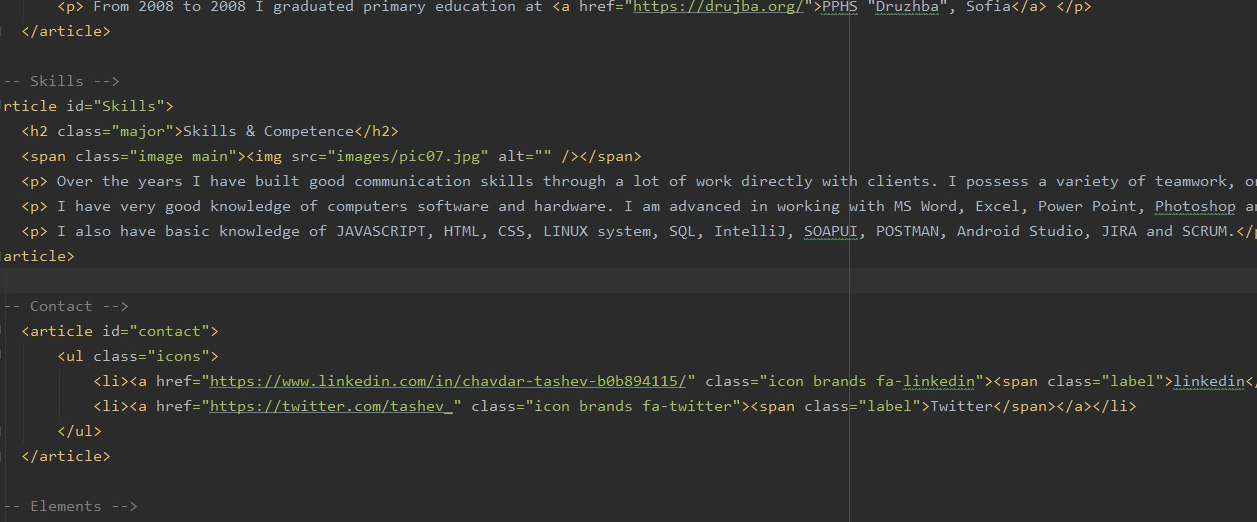 <p> From 2008 to 2008 I graduated primary education at <a href="https://drujba.org/">PPHS "Druzhba", Sofia</a> </p>
</article>
-- Skills -->
rticle id="Skills">
<h2 class="major">Skills & Competence</h2>
<span class="image main"><img src="images/pic07.jpg" alt="" /></span>
<p> Over the years I have built good communication skills through a lot of work directly with clients. I possess a variety of teamwork,
<p> I have very good knowledge of computers software and hardware. I am advanced in working with MS Word, Excel, Power Point, Photoshop
<p> I also have basic knowledge of JAVASCRIPT, HTML, CSS, LINUX system, SQL, IntelliJ, SOAPUI, POSTMAN, Android Studio, JIRA and SCRUM.</
article>
-- Contact -->
<article id="contact">
<ul class="icons">
<li><a href="https://www.linkedin.com/in/chavdar-tashev-b0b894115/" class="icon brands fa-linkedin"><span class="label">linkedin</
<li><a href="https://twitter.com/tashev_" class="icon brands fa-twitter"><span class="label">Twitter</span></a></li>
</ul>
</article>
-- Elements -->